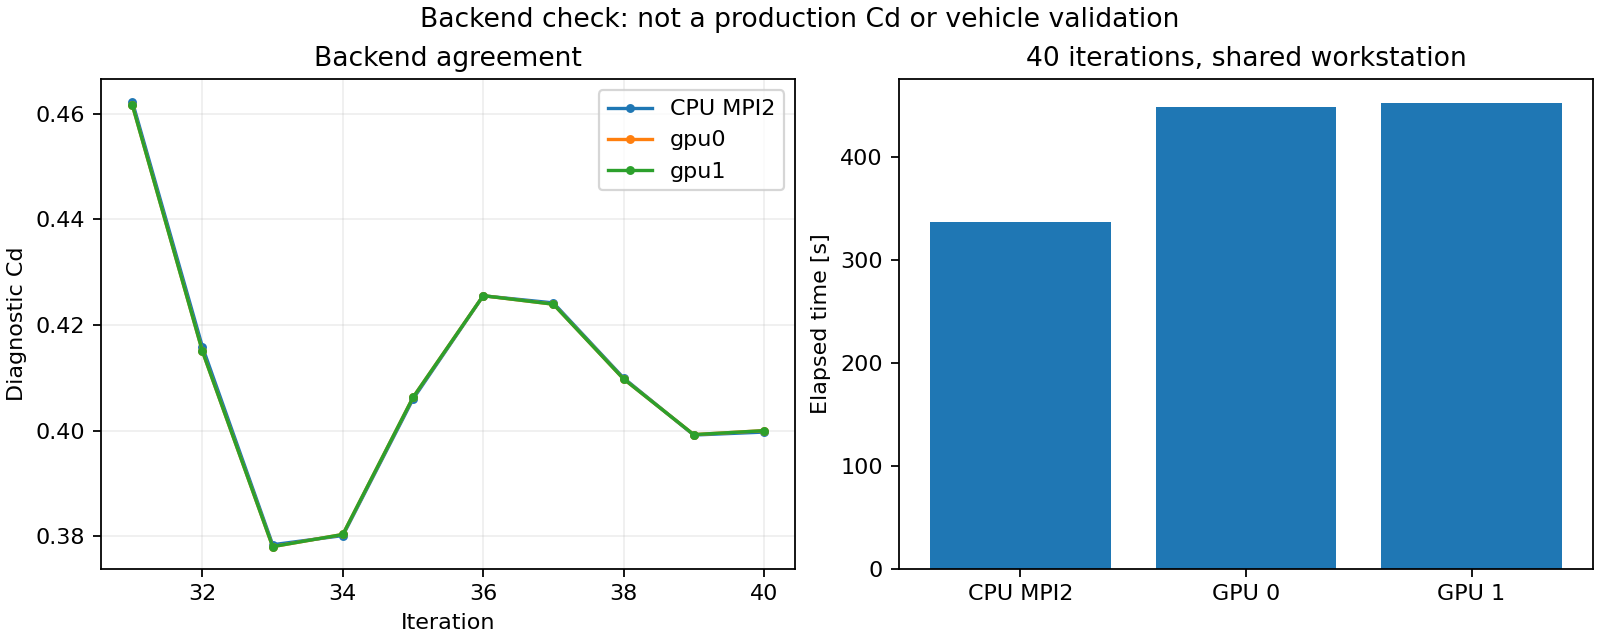 Backend check: not a production Cd or vehicle validation
Backend agreement
Diagnostic Cd
0.46
0.44
0.42
0.40
0.38
CPU MPI2
gpu0
gpu1
32
34
36
38
40
Iteration
40 iterations, shared workstation
Elapsed time [s]
400
300
200
100
0
CPU MPI2
GPU 0
GPU 1